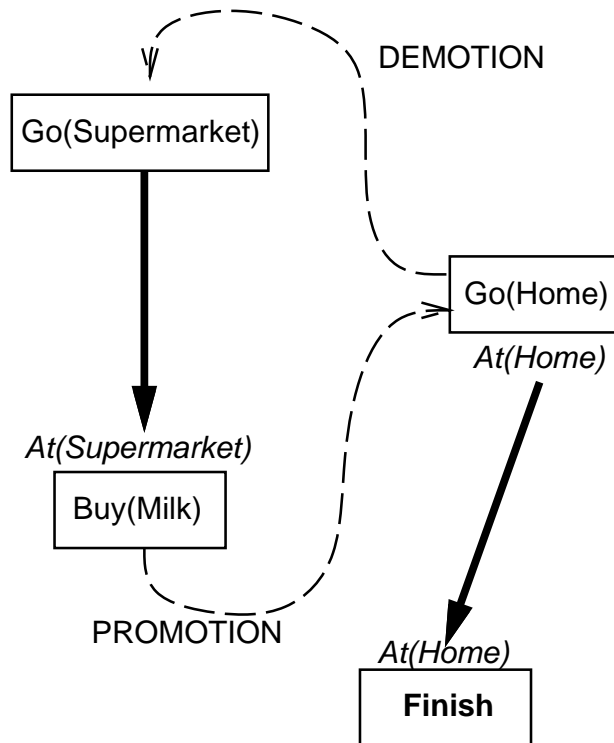 DEMOTION
Go(Supermarket)
Go(Home)
At(Home)
At(Supermarket)
Buy(Milk)
PROMOTION
At(Home)
Finish